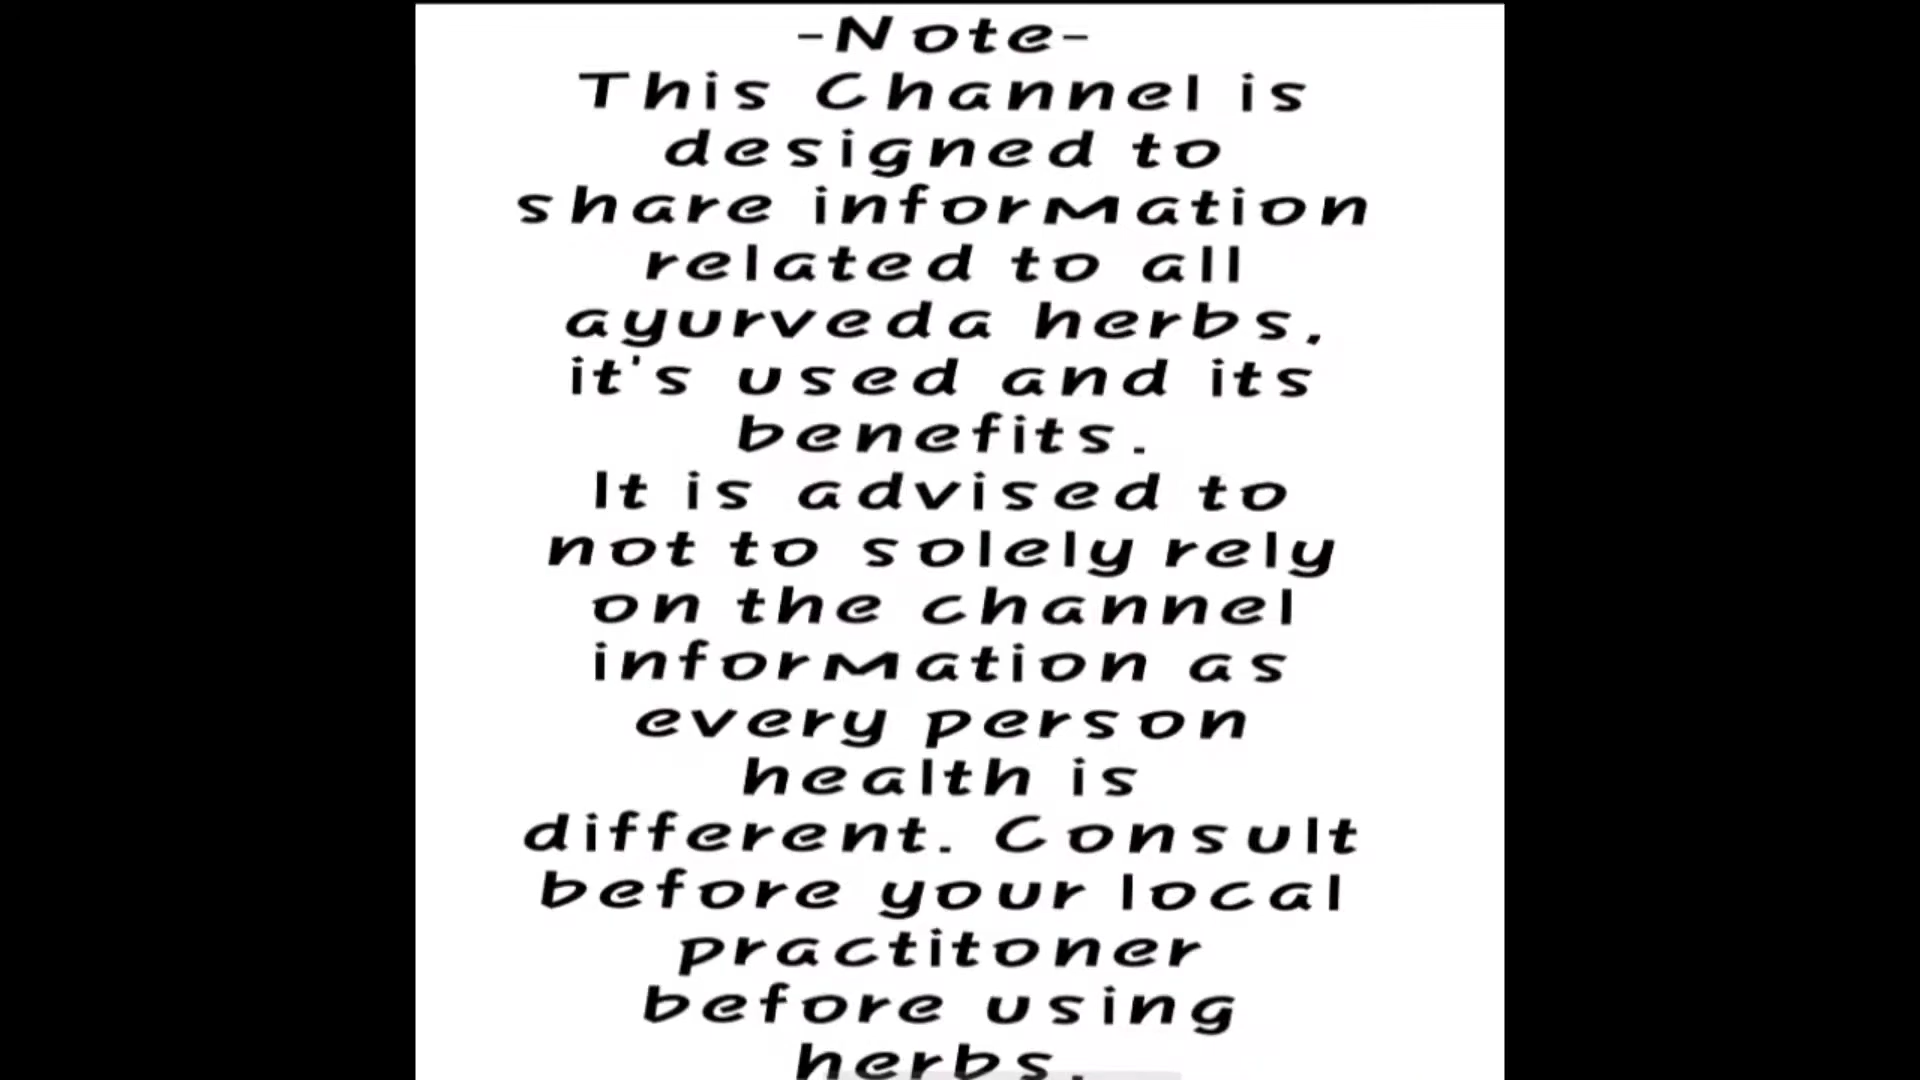 -Note-
This Channel is
designed to
share information
related to all
ayurveda herbs,
it's used and its
benefits.
It is advised to
not to solely rely
on the channel
information as
every person
health is
different. Consult
before your local
practitoner
before using
herbs.